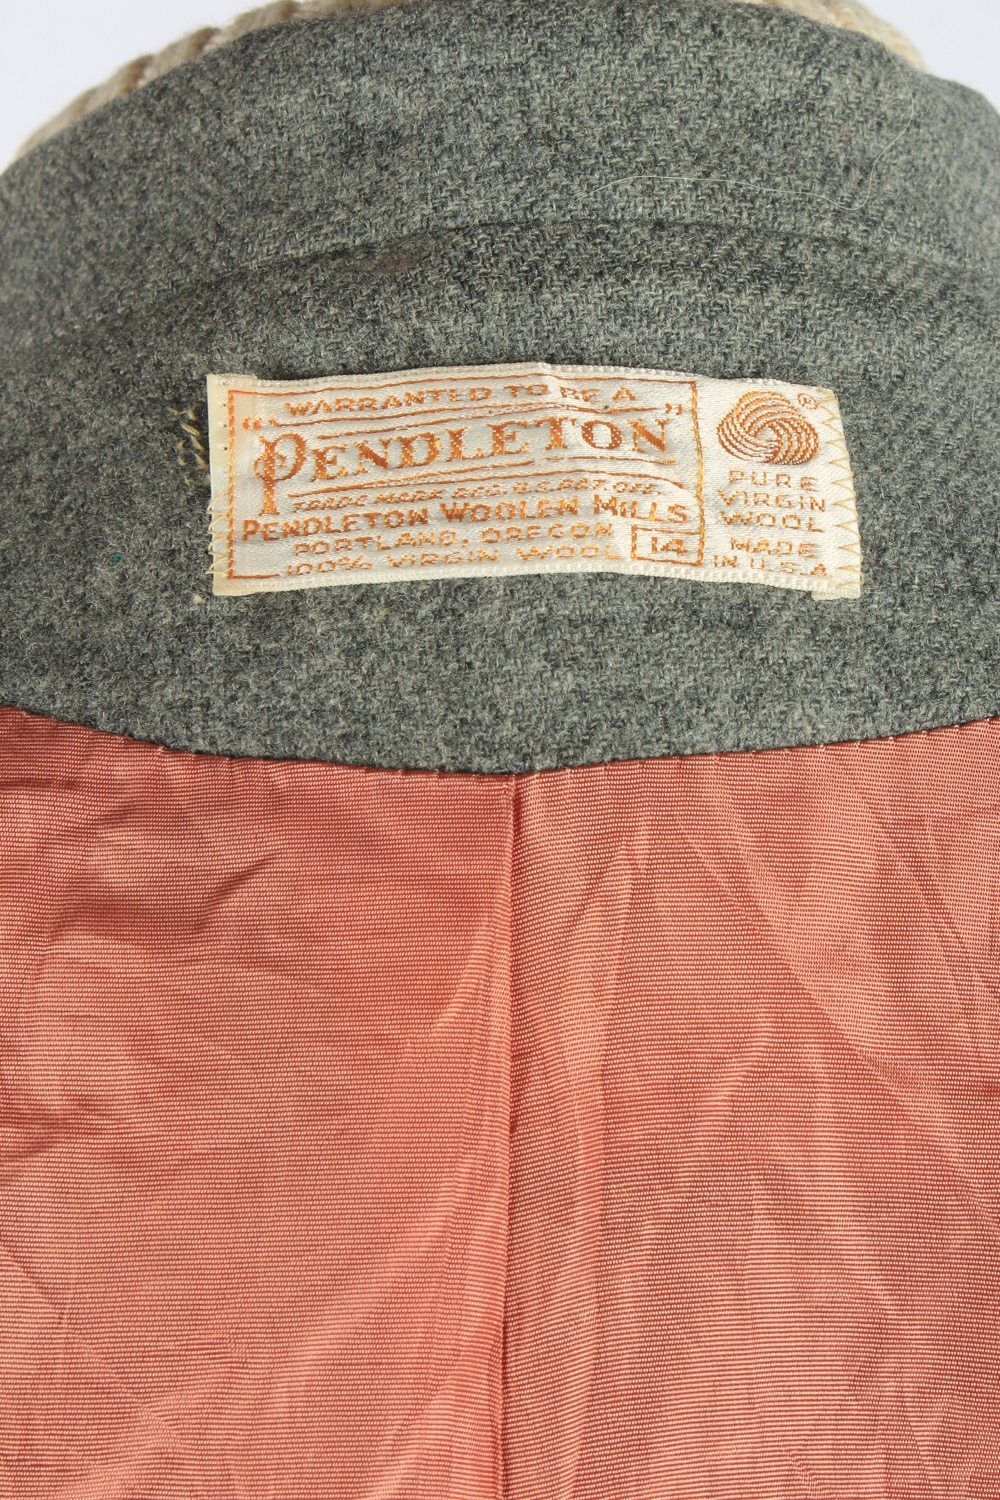 WARRANTED TO BE A
"PENDLETON"
TRADE MARK REG. U.S. PAT. OFF.
PENDLETON WOOLEN MILLS
PORTLAND, OREGON
100% VIRGIN WOOL
14
®
PURE
VIRGIN
WOOL
MADE
IN U.S.A.